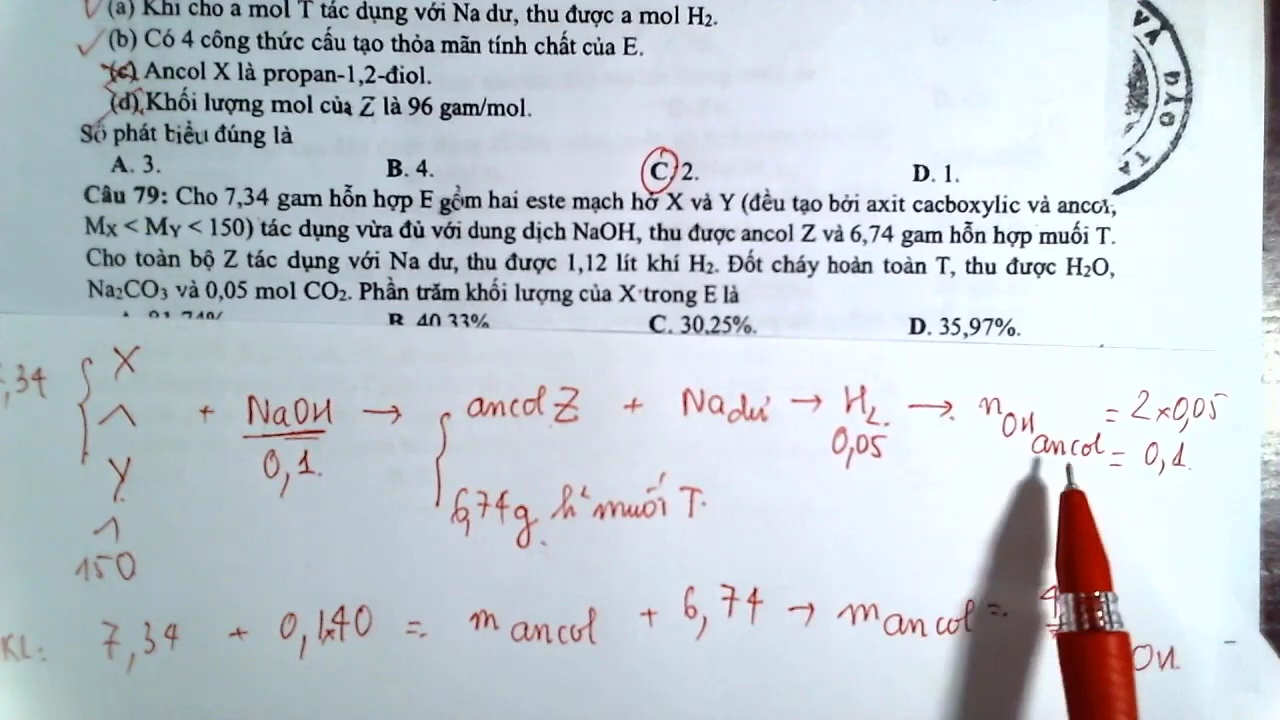 (a) Khi cho a mol T tác dụng với Na dư, thu được a mol H₂.
(b) Có 4 công thức cấu tạo thỏa mãn tính chất của E.
(c) Ancol X là propan-1,2-điol.
(d) Khối lượng mol của Z là 96 gam/mol.
Số phát biểu đúng là
A. 3. B. 4. C. 2. D. 1.
Câu 79: Cho 7,34 gam hỗn hợp E gồm hai este mạch hở X và Y (đều tạo bởi axit cacboxylic và ancol,
Mx < My < 150) tác dụng vừa đủ với dung dịch NaOH, thu được ancol Z và 6,74 gam hỗn hợp muối T.
Cho toàn bộ Z tác dụng với Na dư, thu được 1,12 lít khí H₂. Đốt cháy hoàn toàn T, thu được H₂O,
Na₂CO₃ và 0,05 mol CO₂. Phần trăm khối lượng của X trong E là
B. 40,33% C. 30,25%. D. 35,97%.
,34 { X ^ Y ^ 150
+ NaOH → { ancol Z + Na dư → H₂ → n OH ancol = 2×0,05
0,1 0,05 = 0,1
6,74g h² muối T.
KL: 7,34 + 0,1×40 = m ancol + 6,74 → m ancol =
OH
ĐÀO TA